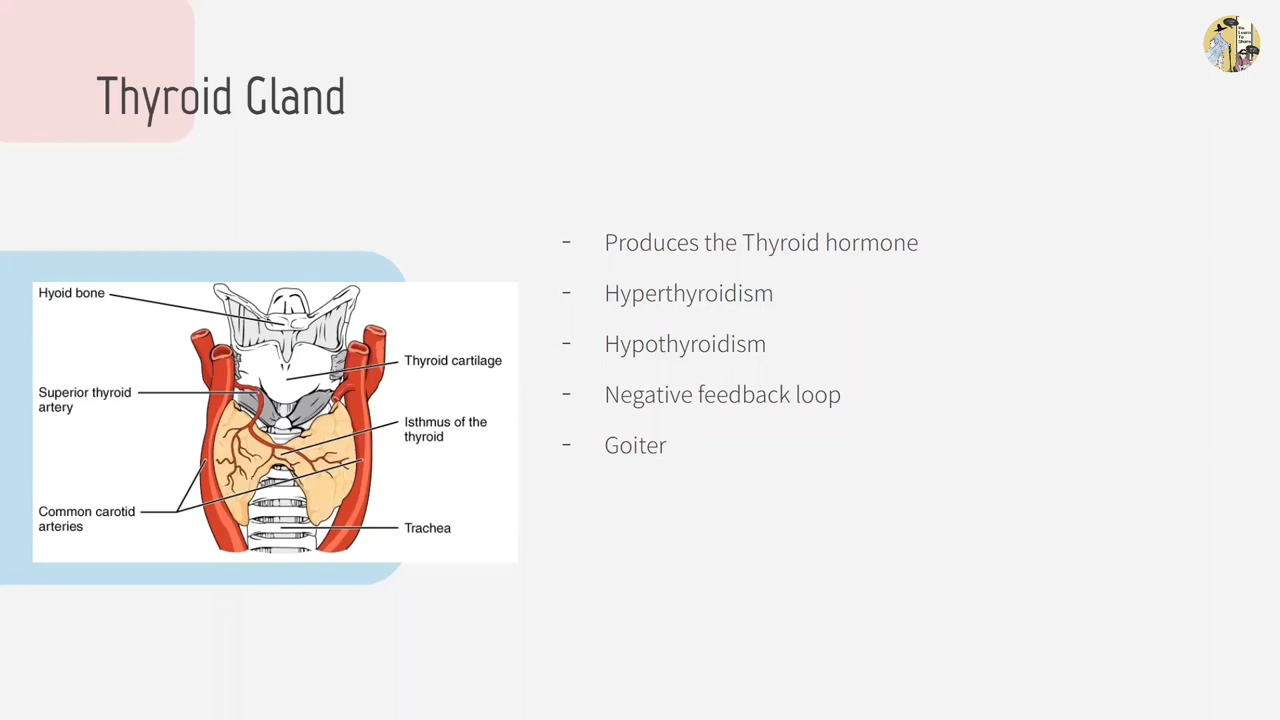 Thyroid Gland
Hyoid bone
Superior thyroid
artery
Common carotid
arteries
Thyroid cartilage
Isthmus of the
thyroid
Trachea
- Produces the Thyroid hormone
- Hyperthyroidism
- Hypothyroidism
- Negative feedback loop
- Goiter